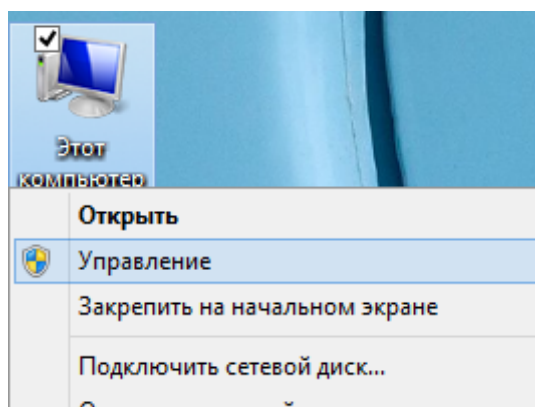 Этот
компьютер
Открыть
Управление
Закрепить на начальном экране
Подключить сетевой диск...